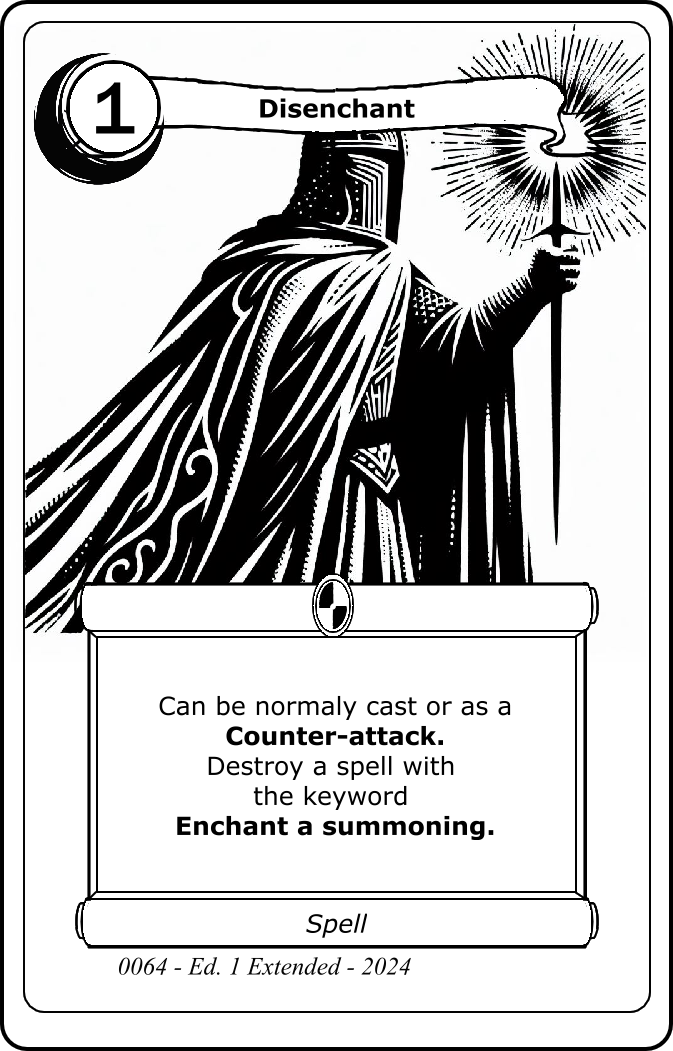 1
Disenchant
Can be normaly cast or as a
Counter-attack.
Destroy a spell with
the keyword
Enchant a summoning.
Spell
0064 - Ed. 1 Extended - 2024